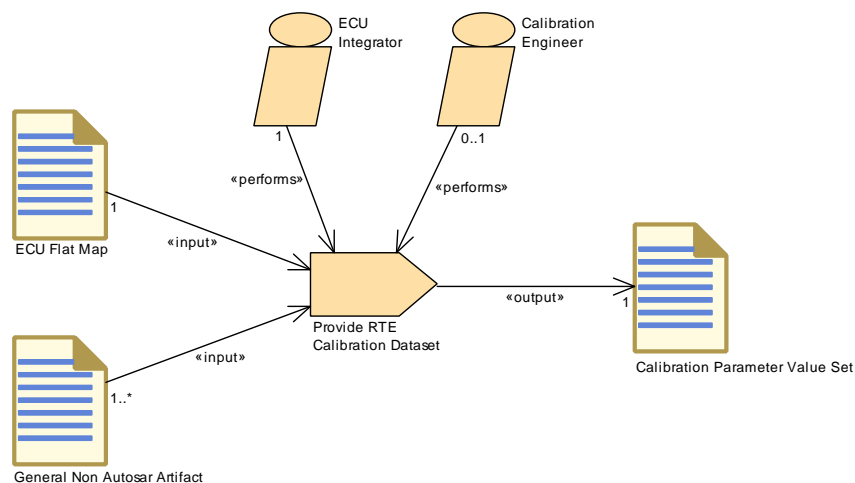 ECU
Integrator
Calibration
Engineer
1
0..1
«performs»
«performs»
1
ECU Flat Map
«input»
«output»
1
Provide RTE
Calibration Dataset
«input»
1..*
Calibration Parameter Value Set
General Non Autosar Artifact